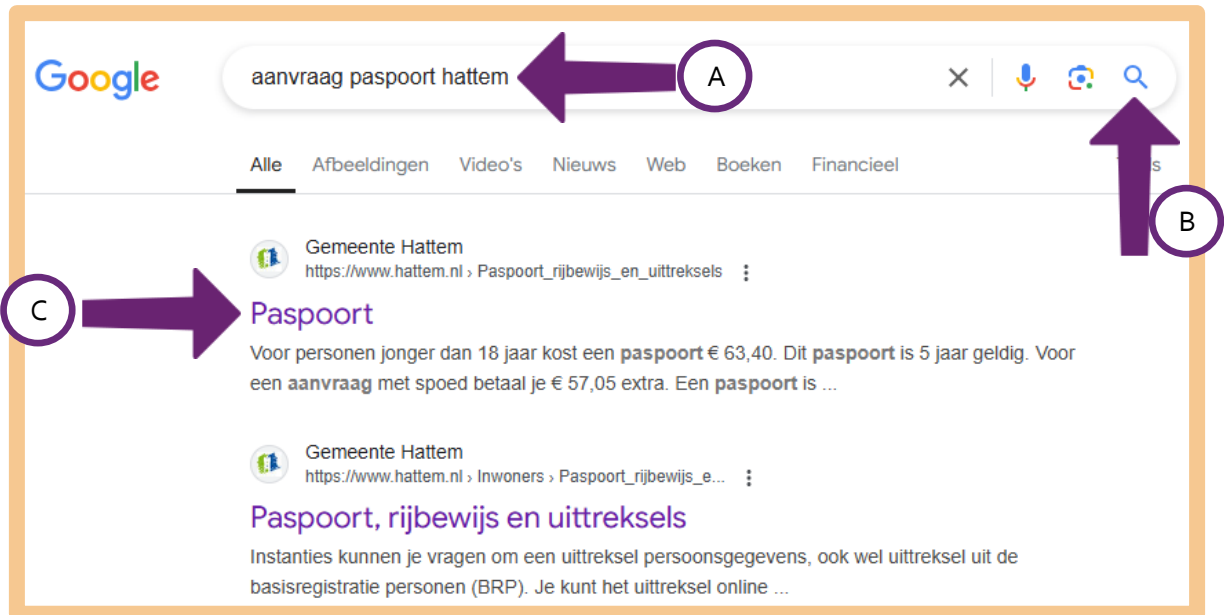 Google
aanvraag paspoort hattem
A
Alle Afbeeldingen Video's Nieuws Web Boeken Financieel
B
Gemeente Hattem
https://www.hattem.nl › Paspoort_rijbewijs_en_uittreksels
C
Paspoort
Voor personen jonger dan 18 jaar kost een paspoort € 63,40. Dit paspoort is 5 jaar geldig. Voor
een aanvraag met spoed betaal je € 57,05 extra. Een paspoort is ...
Gemeente Hattem
https://www.hattem.nl › Inwoners › Paspoort_rijbewijs_e...
Paspoort, rijbewijs en uittreksels
Instanties kunnen je vragen om een uittreksel persoonsgegevens, ook wel uittreksel uit de
basisregistratie personen (BRP). Je kunt het uittreksel online ...